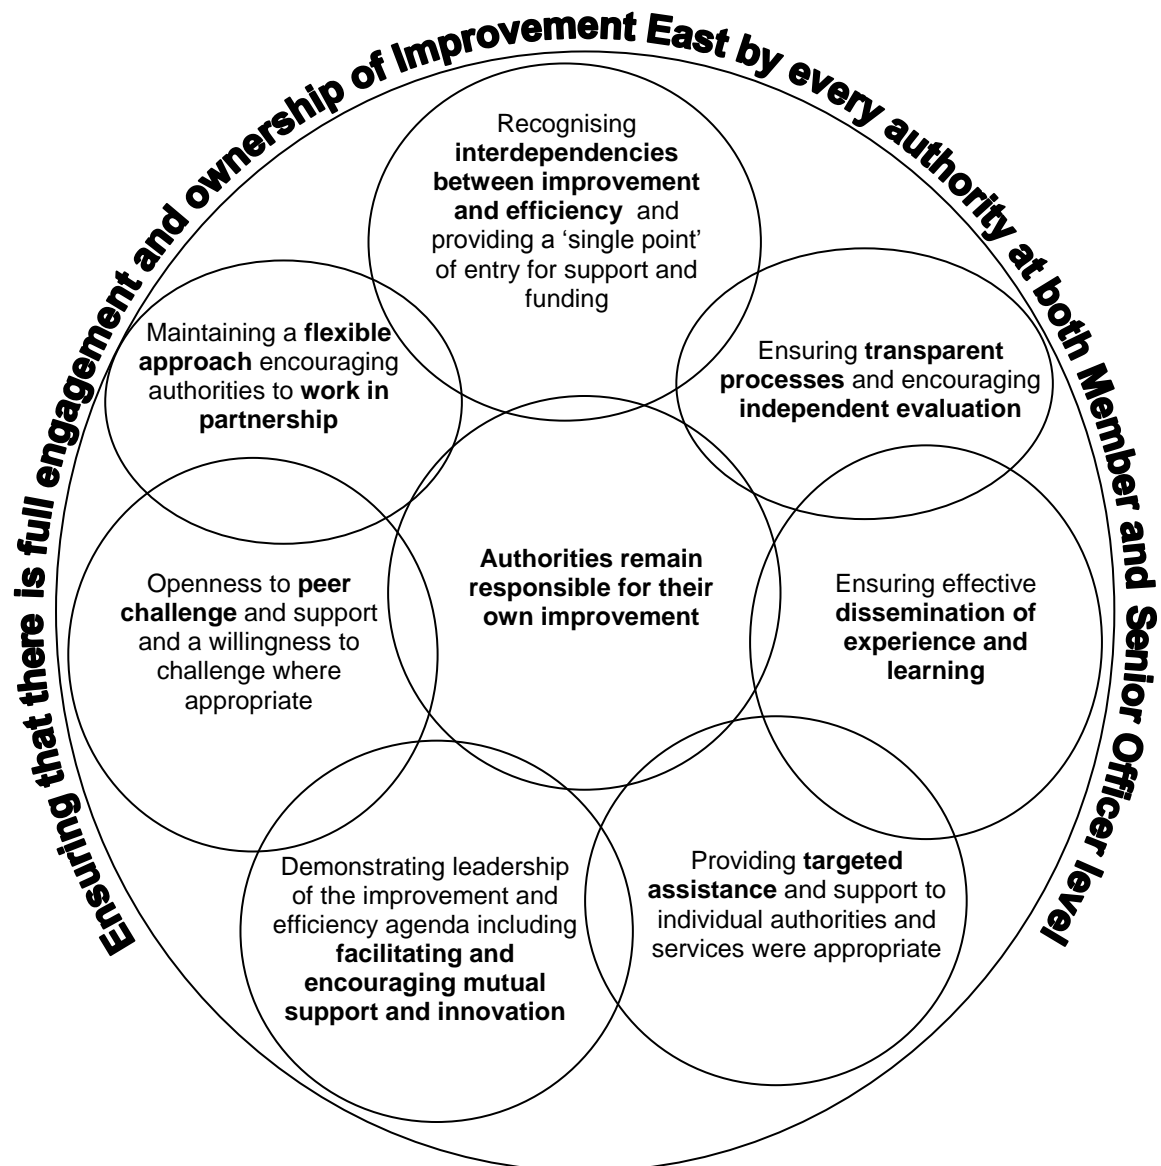 Ensuring that there is full engagement and ownership of Improvement East by every authority at both Member and Senior Officer level
Recognising
interdependencies
between improvement
and efficiency and
providing a ‘single point’
of entry for support and
funding
Maintaining a flexible
approach encouraging
authorities to work in
partnership
Ensuring transparent
processes and encouraging
independent evaluation
Authorities remain
responsible for their
own improvement
Openness to peer
challenge and support
and a willingness to
challenge where
appropriate
Ensuring effective
dissemination of
experience and
learning
Demonstrating leadership
of the improvement and
efficiency agenda including
facilitating and
encouraging mutual
support and innovation
Providing targeted
assistance and support to
individual authorities and
services were appropriate